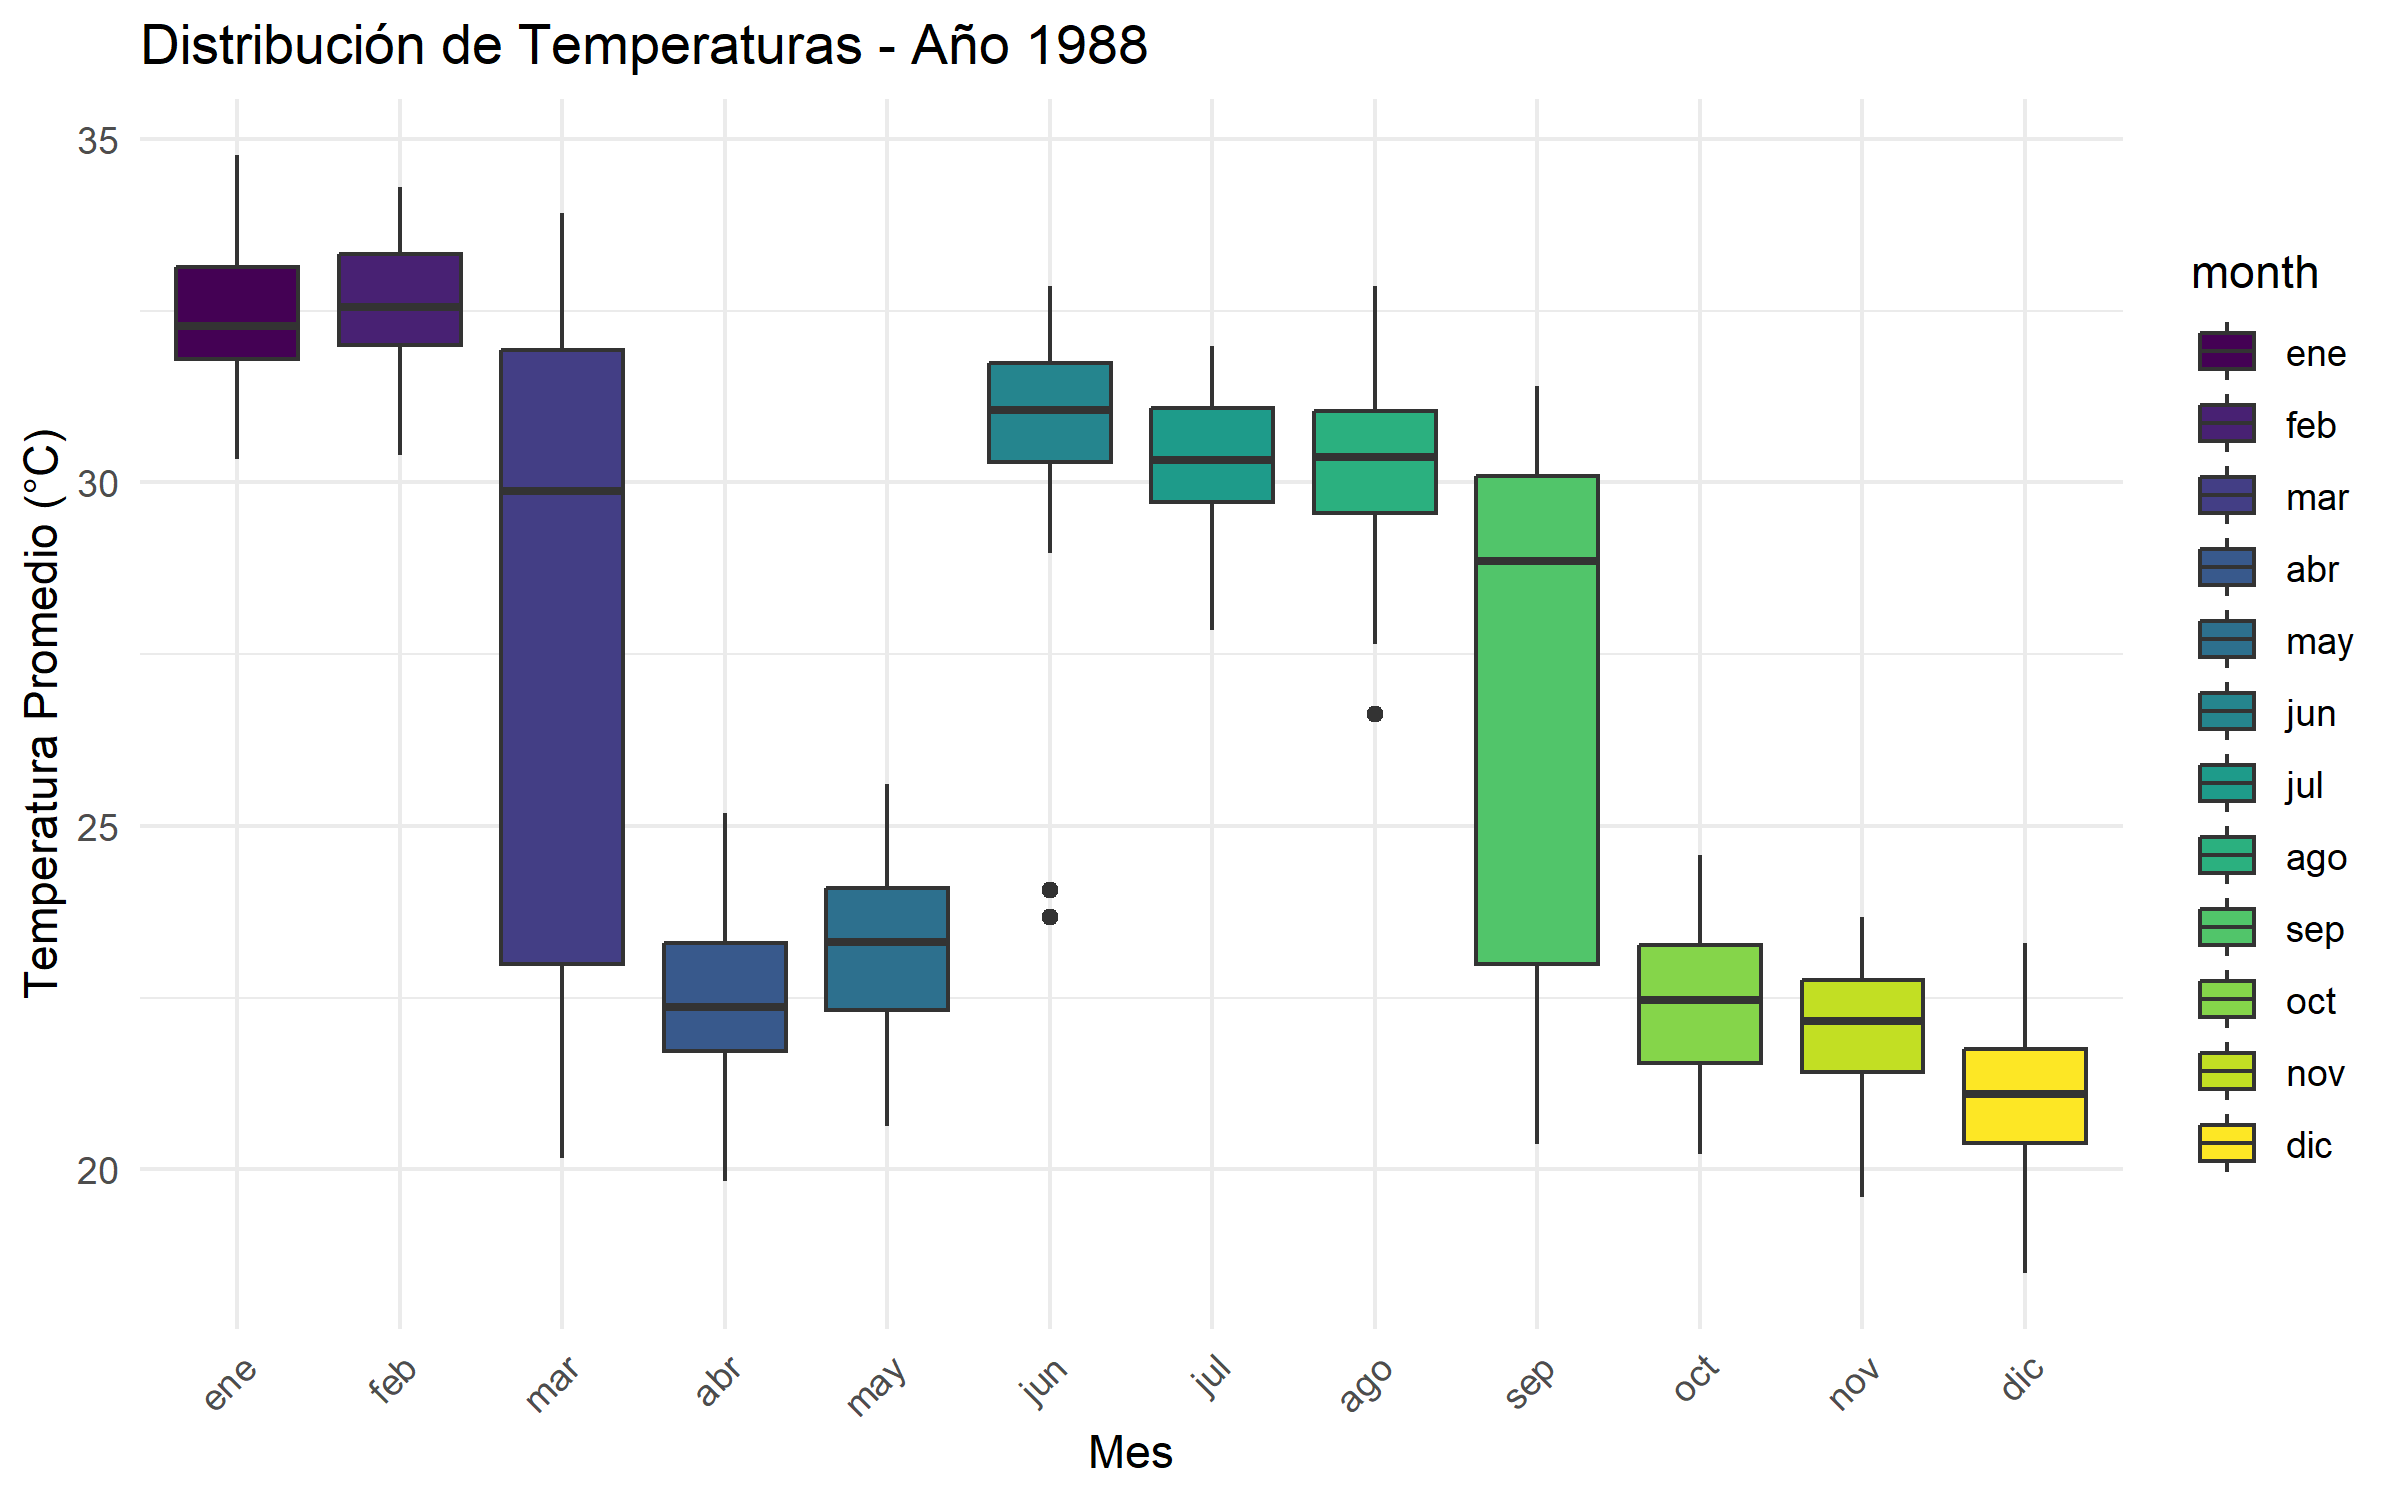 Distribución de Temperaturas - Año 1988
Temperatura Promedio (°C)
35
30
25
20
ene
feb
mar
abr
may
jun
jul
ago
sep
oct
nov
dic
Mes
month
ene
feb
mar
abr
may
jun
jul
ago
sep
oct
nov
dic